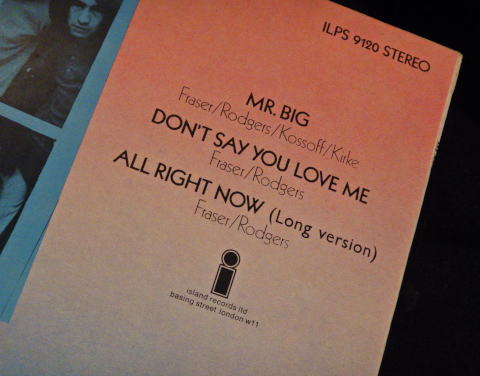 ILPS 9120 STEREO
MR. BIG
Fraser/Rodgers/Kossoff/Kirke
DON'T SAY YOU LOVE ME
Fraser/Rodgers
ALL RIGHT NOW (Long version)
Fraser/Rodgers
island records ltd
basing street london w11